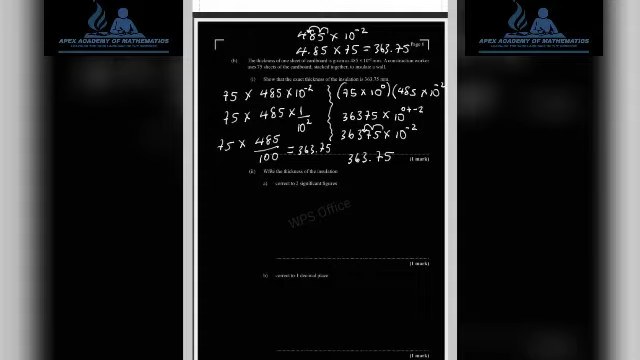 APEX ACADEMY OF MATHEMATICS
APEX ACADEMY OF MATHEMATICS
485 × 10⁻²
4.85 × 75 = 363.75
Page 4
(b) The thickness of one sheet of cardboard is given as 485 × 10⁻² mm. A construction worker
uses 75 sheets of the cardboard, stacked together, to insulate a wall.
(i) Show that the exact thickness of the insulation is 363.75 mm.
75 × 485 × 10⁻²
(75 × 10⁰)(485 × 10⁻²
75 × 485 × 1/10²
36375 × 10⁰⁺⁻²
36375 × 10⁻²
75 × 485/100 = 363.75
363.75
(1 mark)
(ii) Write the thickness of the insulation
a) correct to 2 significant figures
WPS Office
(1 mark)
b) correct to 1 decimal place
(1 mark)